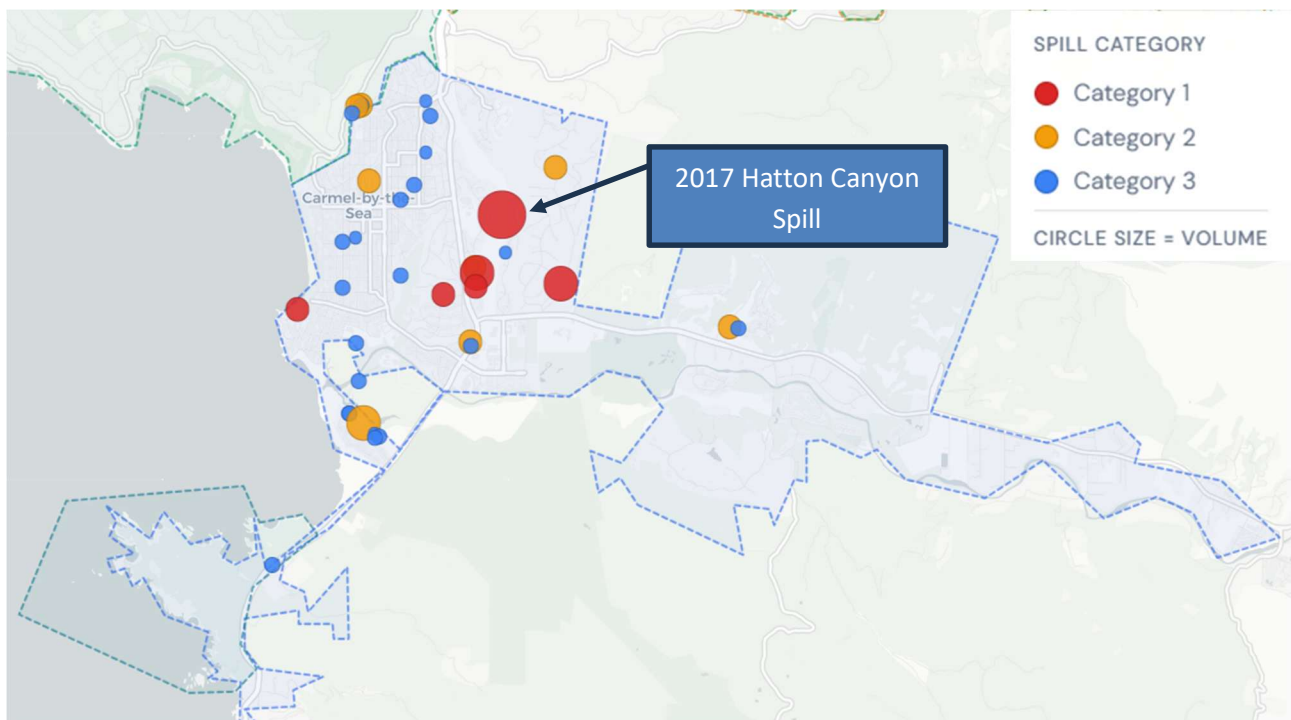 SPILL CATEGORY
Category 1
Category 2
Category 3
CIRCLE SIZE = VOLUME
2017 Hatton Canyon
Spill
Carmel-by-the-
Sea